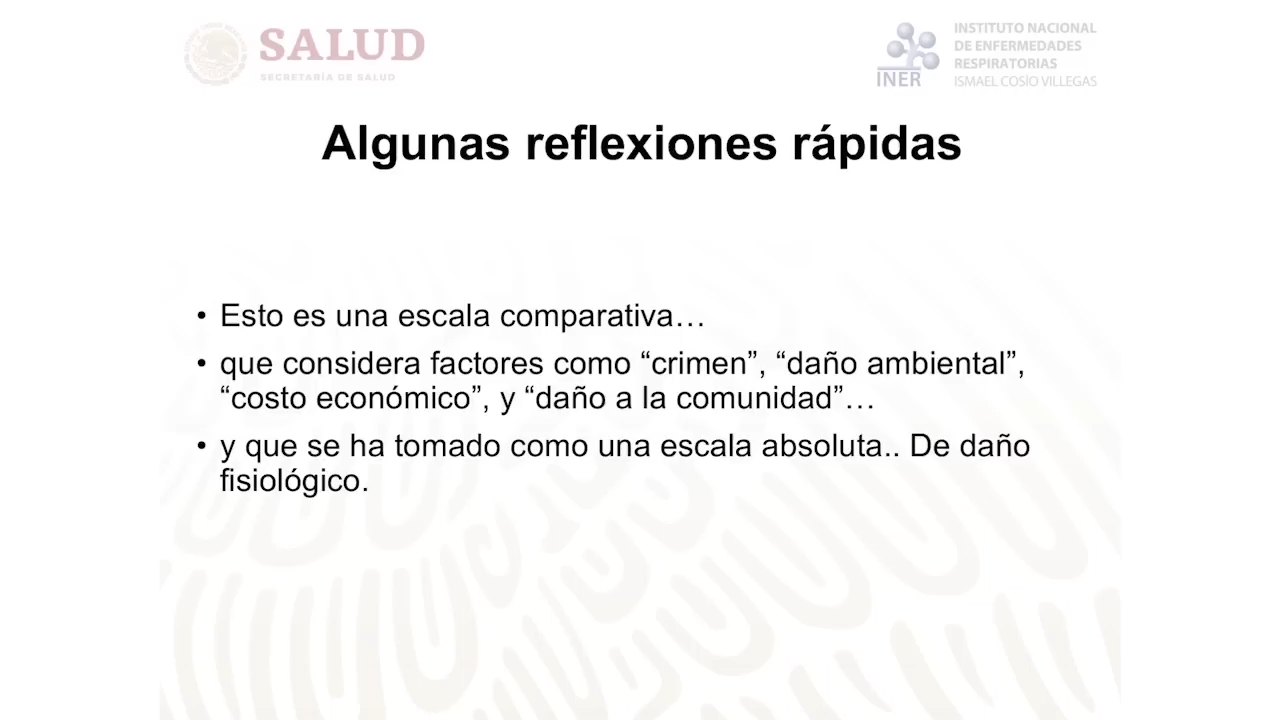 SALUD
SECRETARÍA DE SALUD
INER
INSTITUTO NACIONAL
DE ENFERMEDADES
RESPIRATORIAS
ISMAEL COSÍO VILLEGAS
Algunas reflexiones rápidas
• Esto es una escala comparativa…
• que considera factores como “crimen”, “daño ambiental”,
“costo económico”, y “daño a la comunidad”…
• y que se ha tomado como una escala absoluta.. De daño
fisiológico.